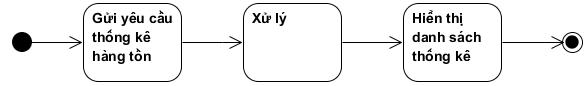 Gửi yêu cầu
thống kê
hàng tồn
Xử lý
Hiển thị
danh sách
thống kê